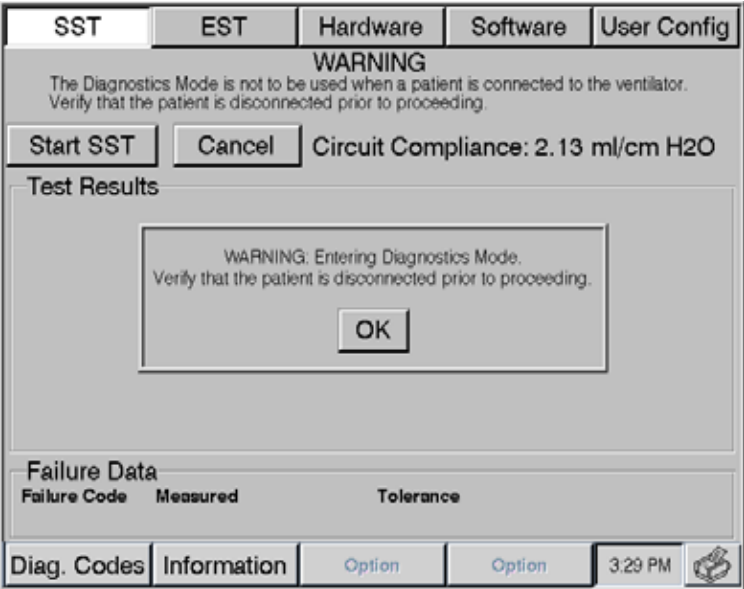 SST EST Hardware Software User Config
WARNING
The Diagnostics Mode is not to be used when a patient is connected to the ventilator.
Verify that the patient is disconnected prior to proceeding.
Start SST Cancel Circuit Compliance: 2.13 ml/cm H2O
Test Results
WARNING: Entering Diagnostics Mode.
Verify that the patient is disconnected prior to proceeding.
OK
Failure Data
Failure Code Measured Tolerance
Diag. Codes Information Option Option 3:29 PM